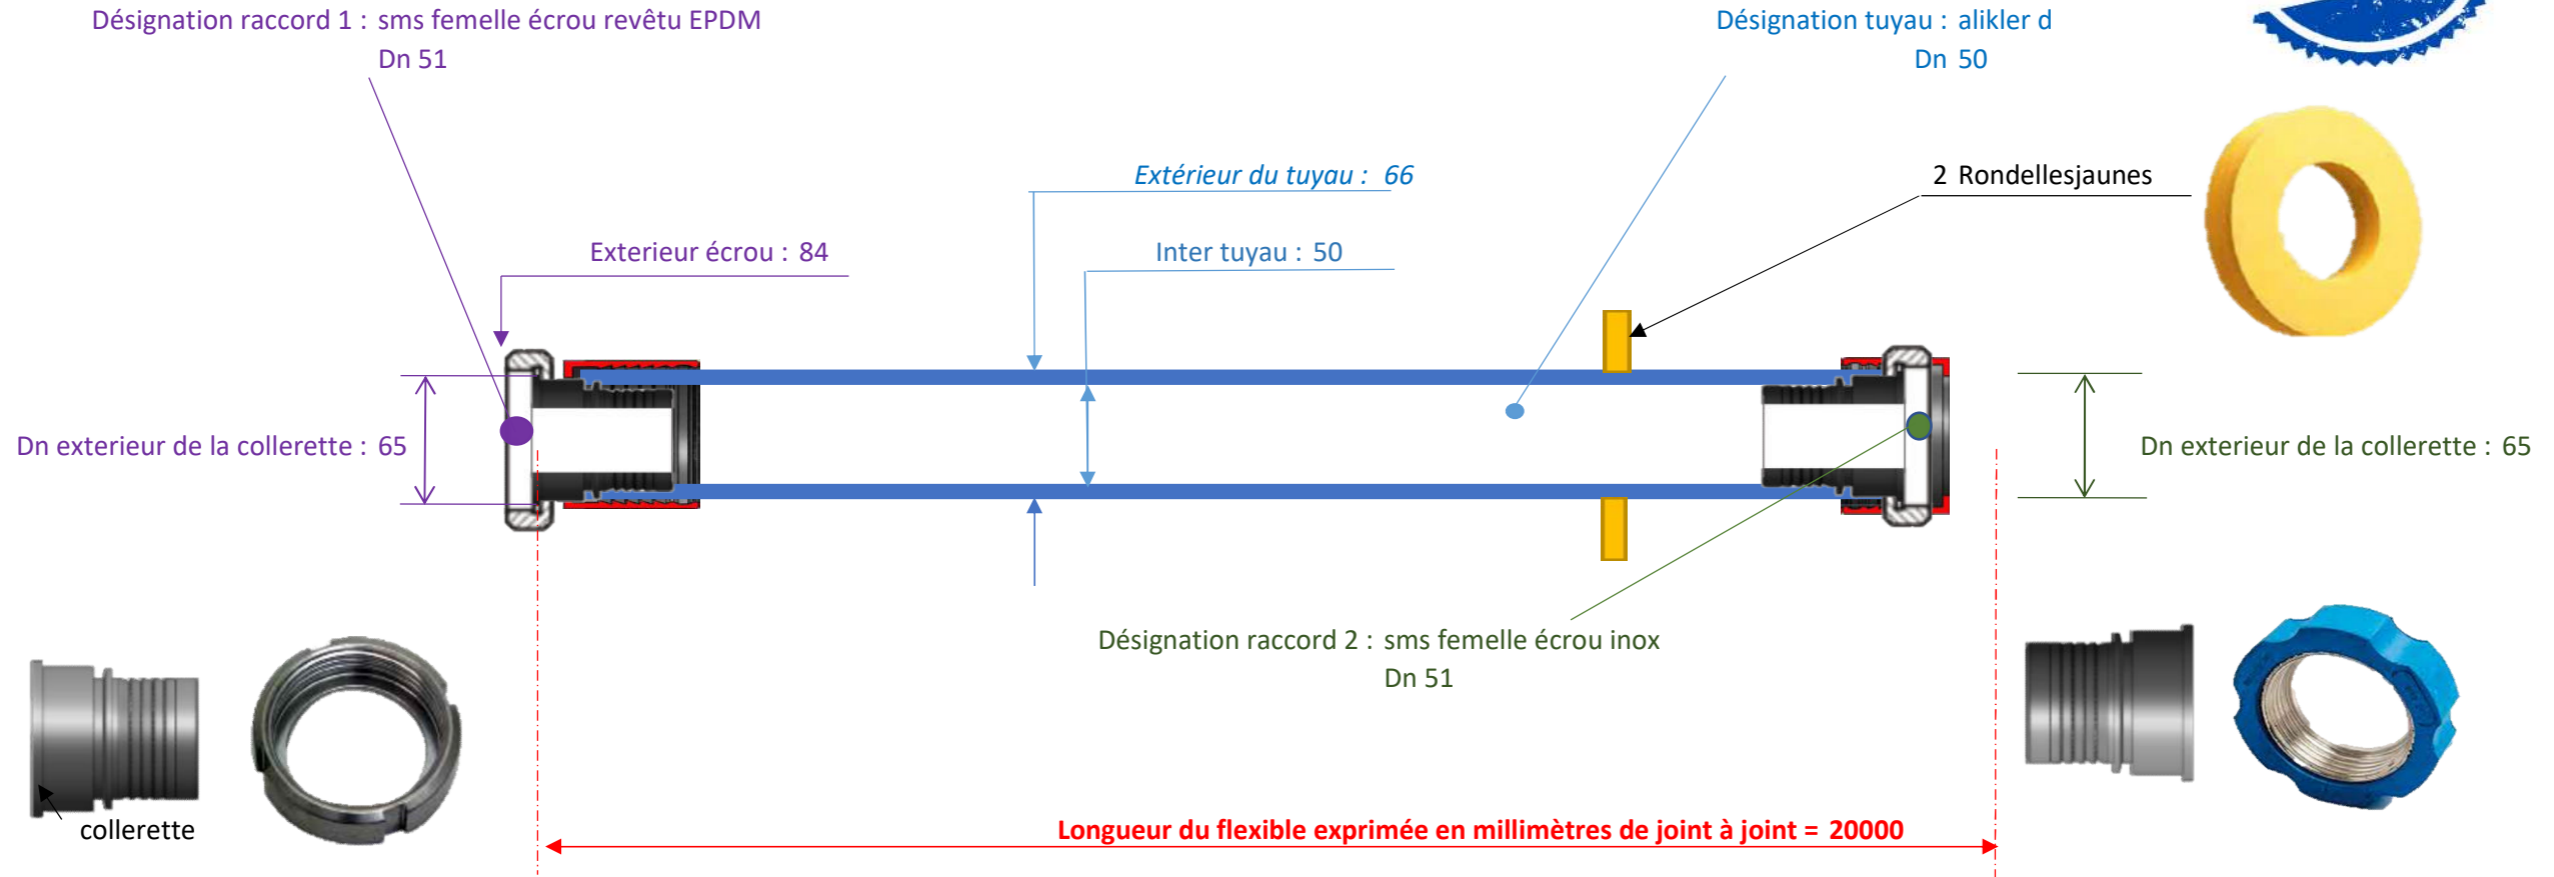 Désignation raccord 1 : sms femelle écrou revêtu EPDM
Dn 51
Désignation tuyau : alikler d
Dn 50
Extérieur du tuyau : 66
2 Rondellesjaunes
Exterieur écrou : 84
Inter tuyau : 50
Dn exterieur de la collerette : 65
Dn exterieur de la collerette : 65
Désignation raccord 2 : sms femelle écrou inox
Dn 51
collerette
Longueur du flexible exprimée en millimètres de joint à joint = 20000